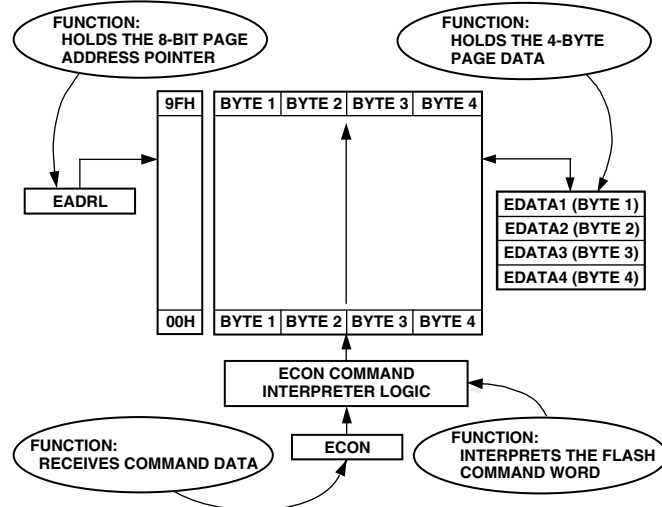 FUNCTION:
HOLDS THE 8-BIT PAGE
ADDRESS POINTER
FUNCTION:
HOLDS THE 4-BYTE
PAGE DATA
9FH
BYTE 1 BYTE 2 BYTE 3 BYTE 4
EADRL
EDATA1 (BYTE 1)
EDATA2 (BYTE 2)
EDATA3 (BYTE 3)
EDATA4 (BYTE 4)
00H
BYTE 1 BYTE 2 BYTE 3 BYTE 4
ECON COMMAND
INTERPRETER LOGIC
FUNCTION:
RECEIVES COMMAND DATA
ECON
FUNCTION:
INTERPRETS THE FLASH
COMMAND WORD